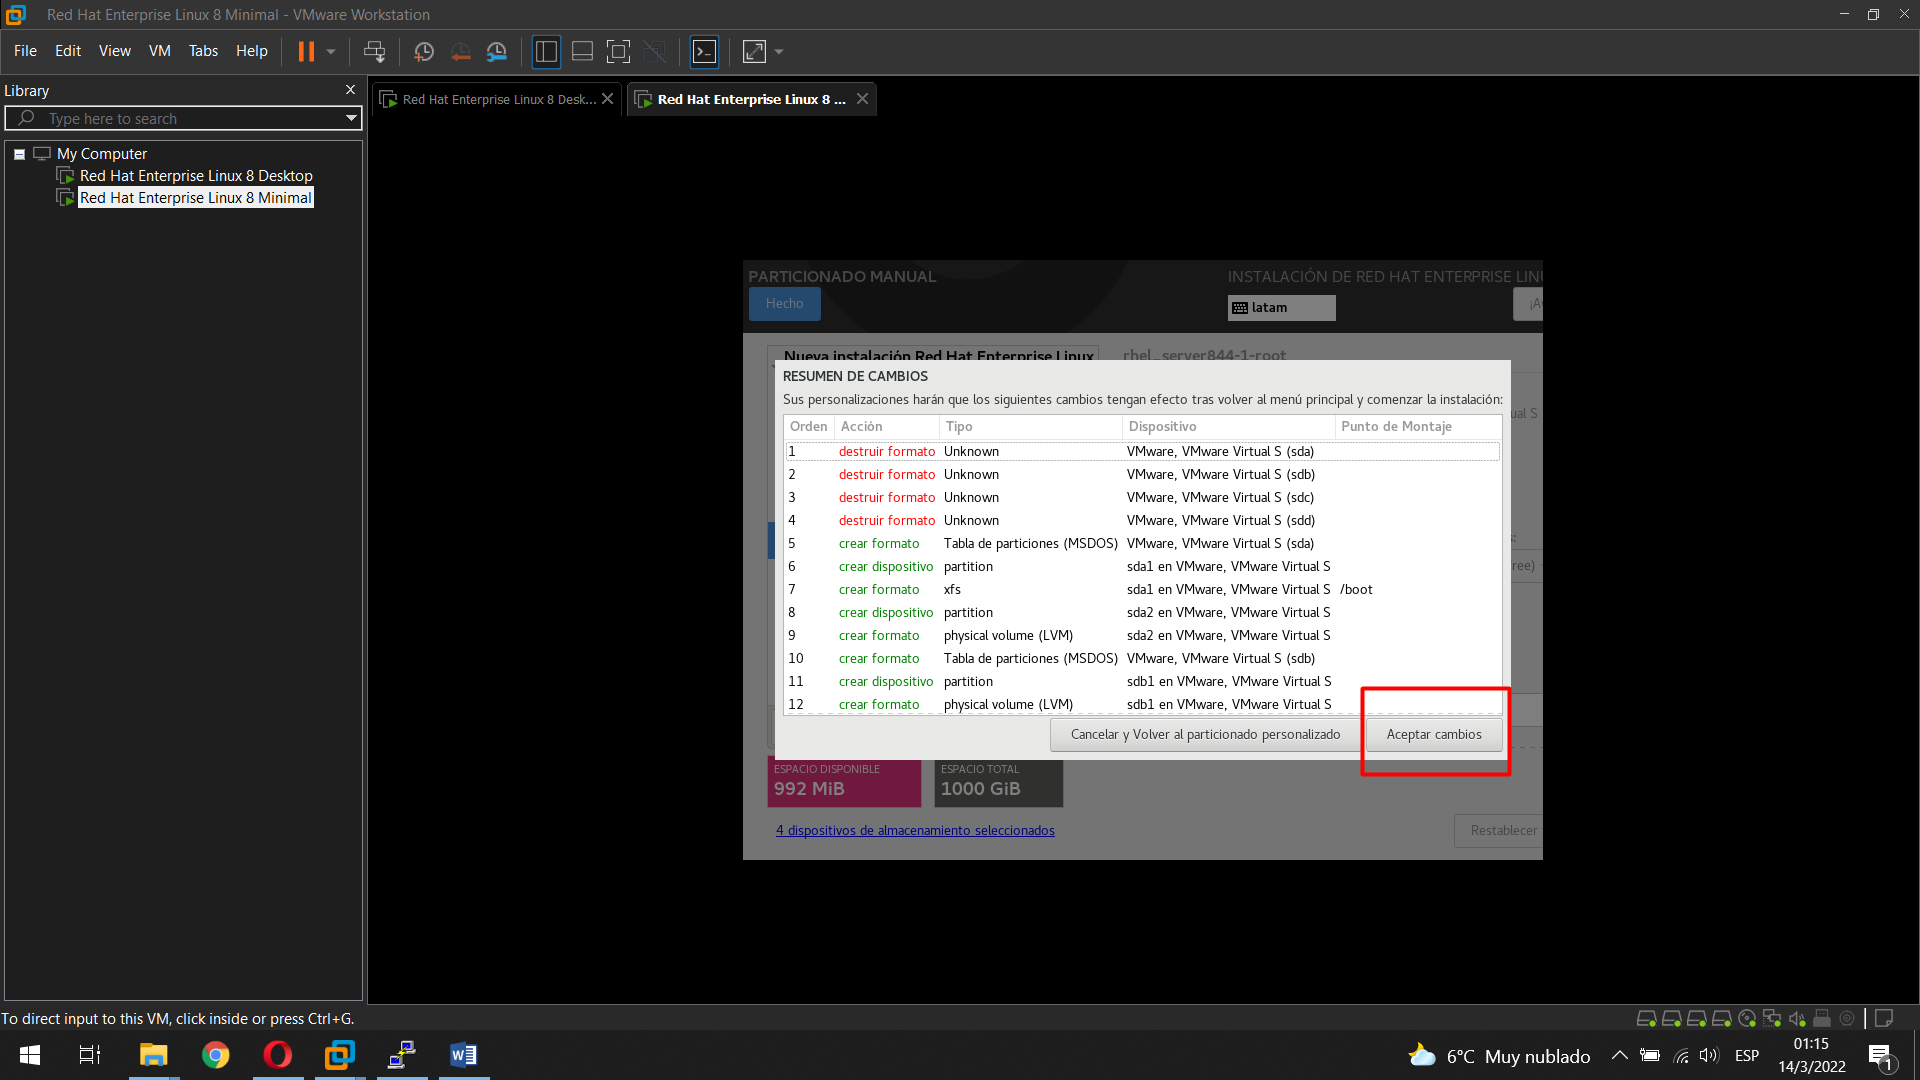 Red Hat Enterprise Linux 8 Minimal - VMware Workstation
File Edit View VM Tabs Help
Library
Type here to search
My Computer
Red Hat Enterprise Linux 8 Desktop
Red Hat Enterprise Linux 8 Minimal
Red Hat Enterprise Linux 8 Desk...
Red Hat Enterprise Linux 8 ...
PARTICIONADO MANUAL
INSTALACIÓN DE RED HAT ENTERPRISE LINU
Hecho
latam
¡A
Nueva instalación Red Hat Enterprise Linux
rhel_server844-1-root
RESUMEN DE CAMBIOS
Sus personalizaciones harán que los siguientes cambios tengan efecto tras volver al menú principal y comenzar la instalación:
ual S
Orden Acción Tipo Dispositivo Punto de Montaje
1 destruir formato Unknown VMware, VMware Virtual S (sda)
2 destruir formato Unknown VMware, VMware Virtual S (sdb)
3 destruir formato Unknown VMware, VMware Virtual S (sdc)
4 destruir formato Unknown VMware, VMware Virtual S (sdd)
5 crear formato Tabla de particiones (MSDOS) VMware, VMware Virtual S (sda)
s:
6 crear dispositivo partition sda1 en VMware, VMware Virtual S
ree)
7 crear formato xfs sda1 en VMware, VMware Virtual S /boot
8 crear dispositivo partition sda2 en VMware, VMware Virtual S
9 crear formato physical volume (LVM) sda2 en VMware, VMware Virtual S
10 crear formato Tabla de particiones (MSDOS) VMware, VMware Virtual S (sdb)
11 crear dispositivo partition sdb1 en VMware, VMware Virtual S
12 crear formato physical volume (LVM) sdb1 en VMware, VMware Virtual S
Cancelar y Volver al particionado personalizado
Aceptar cambios
ESPACIO DISPONIBLE
992 MiB
ESPACIO TOTAL
1000 GiB
4 dispositivos de almacenamiento seleccionados
Restablecer
To direct input to this VM, click inside or press Ctrl+G.
6°C Muy nublado
ESP
01:15
14/3/2022
1